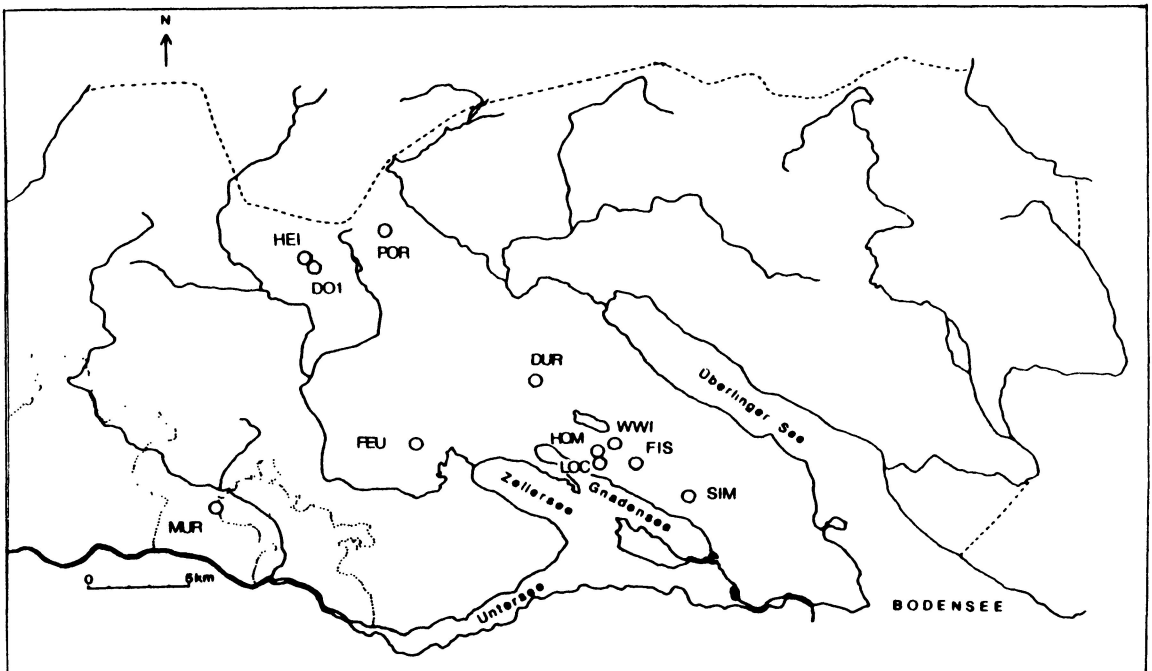 N
HEI
POR
DO1
DUR
Überlinger See
WWI
HOM
FIS
FEU
LOC
Zellersee
Gnadensee
SIM
MUR
0 5km
Untersee
BODENSEE